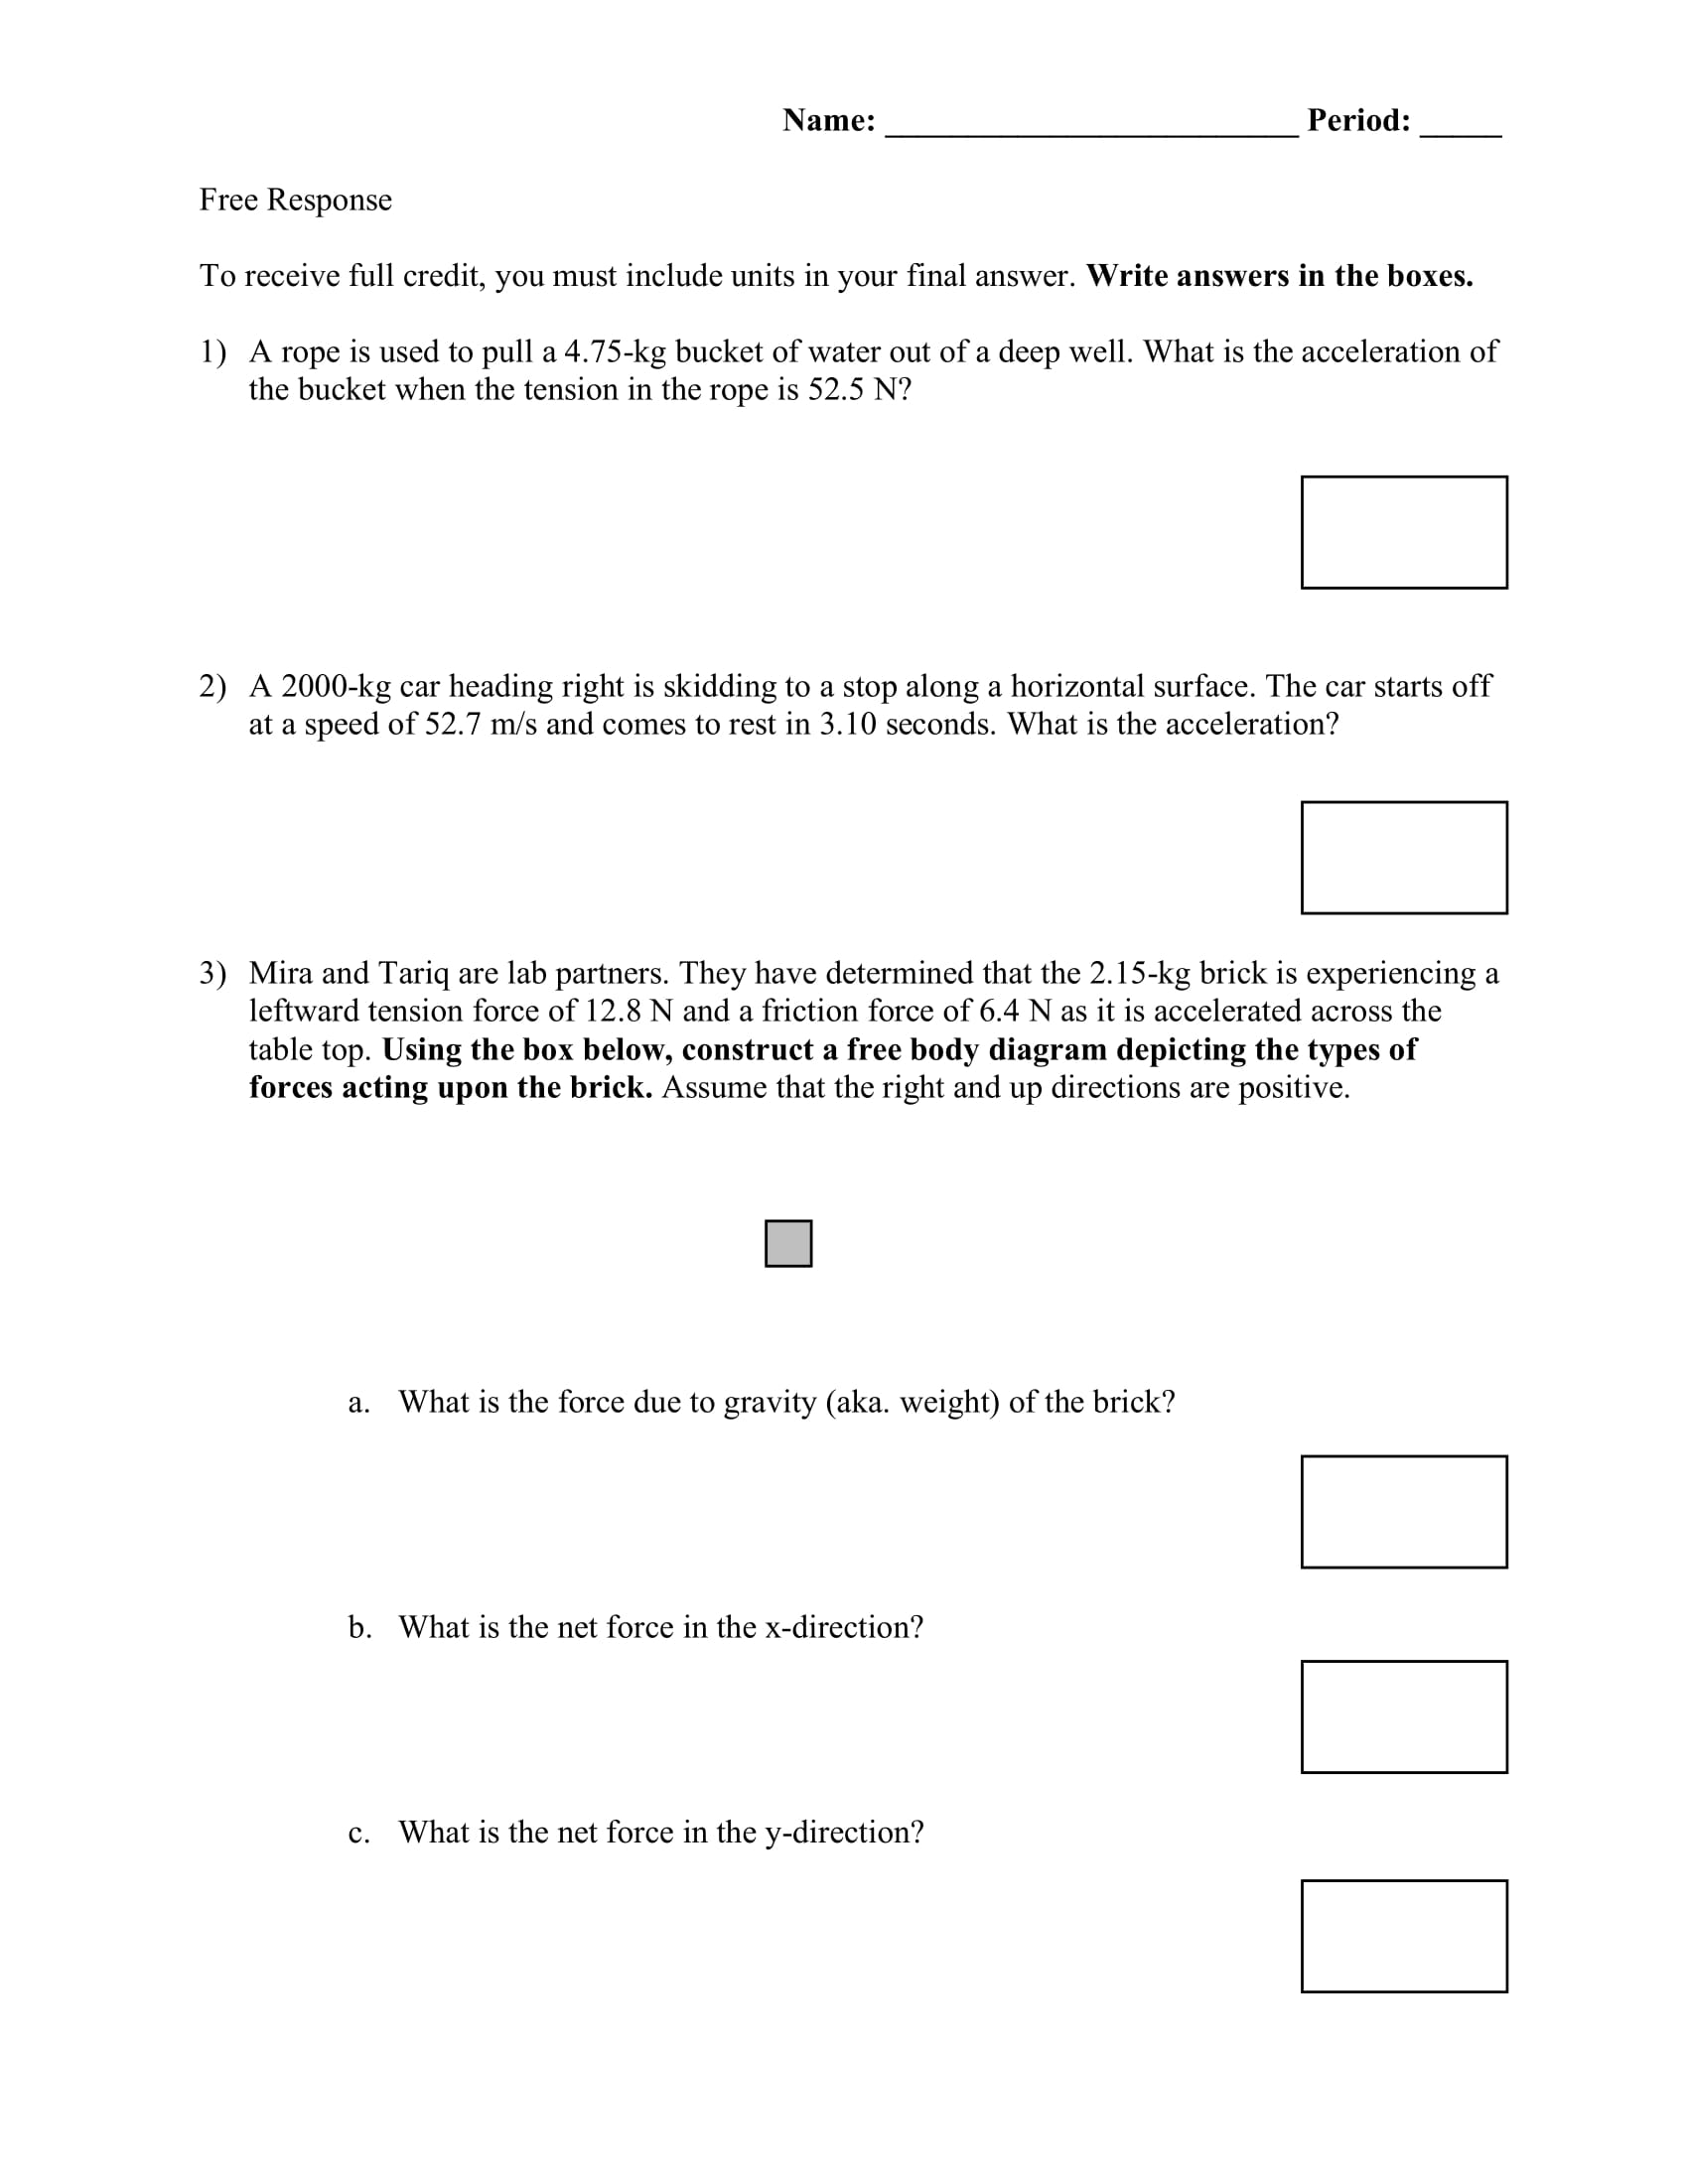 Name: _________________________ Period: _____
Free Response
To receive full credit, you must include units in your final answer. Write answers in the boxes.
1) A rope is used to pull a 4.75-kg bucket of water out of a deep well. What is the acceleration of
the bucket when the tension in the rope is 52.5 N?
2) A 2000-kg car heading right is skidding to a stop along a horizontal surface. The car starts off
at a speed of 52.7 m/s and comes to rest in 3.10 seconds. What is the acceleration?
3) Mira and Tariq are lab partners. They have determined that the 2.15-kg brick is experiencing a
leftward tension force of 12.8 N and a friction force of 6.4 N as it is accelerated across the
table top. Using the box below, construct a free body diagram depicting the types of
forces acting upon the brick. Assume that the right and up directions are positive.
a. What is the force due to gravity (aka. weight) of the brick?
b. What is the net force in the x-direction?
c. What is the net force in the y-direction?